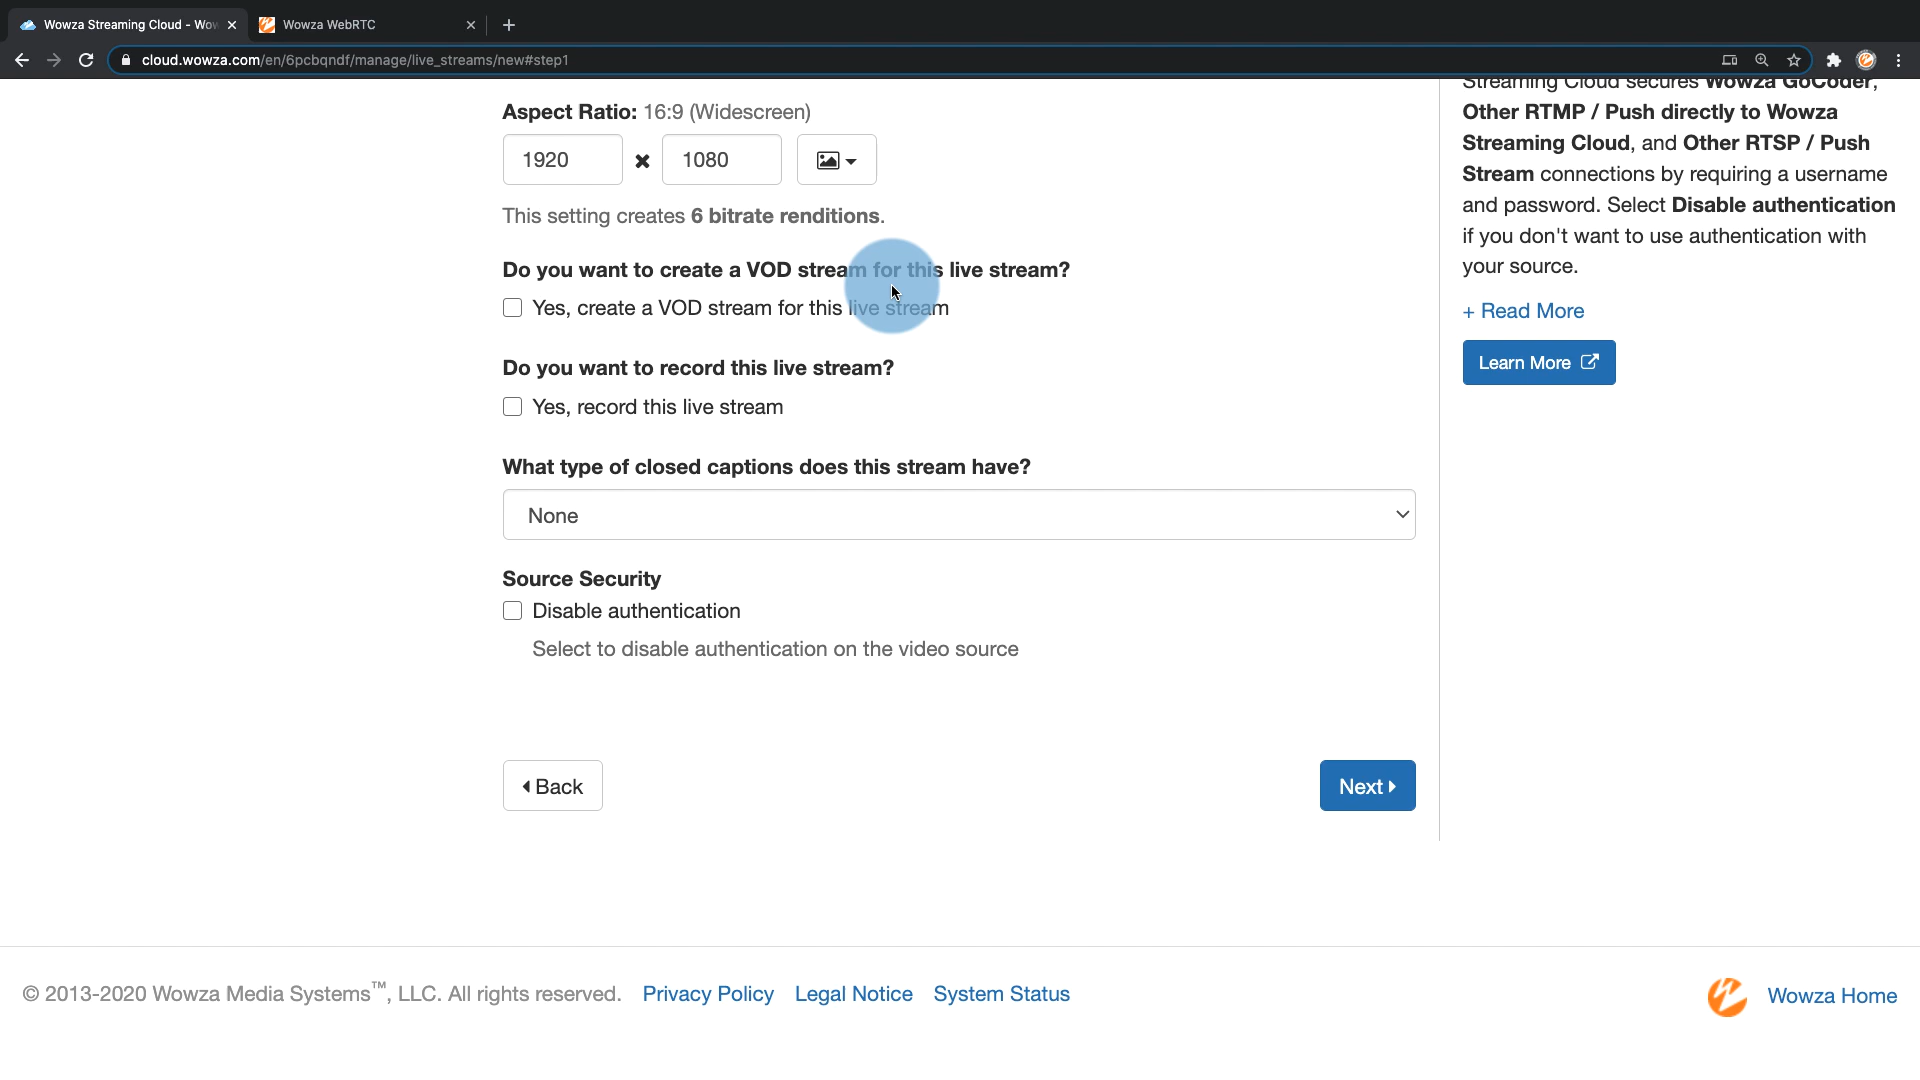 Wowza Streaming Cloud - Wow
Wowza WebRTC
cloud.wowza.com/en/6pcbqndf/manage/live_streams/new#step1
Aspect Ratio: 16:9 (Widescreen)
1920 × 1080
This setting creates 6 bitrate renditions.
Do you want to create a VOD stream for this live stream?
Yes, create a VOD stream for this live stream
Do you want to record this live stream?
Yes, record this live stream
What type of closed captions does this stream have?
None
Source Security
Disable authentication
Select to disable authentication on the video source
Back
Next
Streaming Cloud secures Wowza GoCoder,
Other RTMP / Push directly to Wowza
Streaming Cloud, and Other RTSP / Push
Stream connections by requiring a username
and password. Select Disable authentication
if you don't want to use authentication with
your source.
+ Read More
Learn More
© 2013-2020 Wowza Media Systems™, LLC. All rights reserved. Privacy Policy Legal Notice System Status
Wowza Home